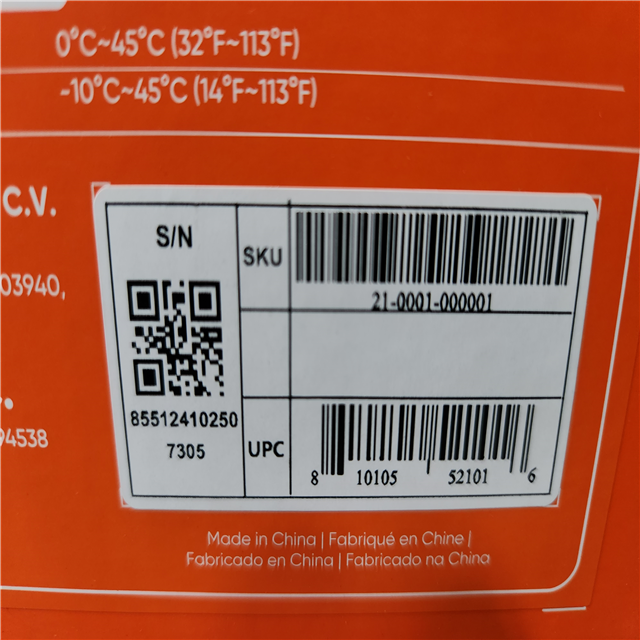 0°C~45°C (32°F~113°F)
-10°C~45°C (14°F~113°F)
C.V.
03940,
94538
S/N
85512410250
7305
SKU
21-0001-000001
UPC
8 10105 52101 6
Made in China | Fabriqué en Chine |
Fabricado en China | Fabricado na China